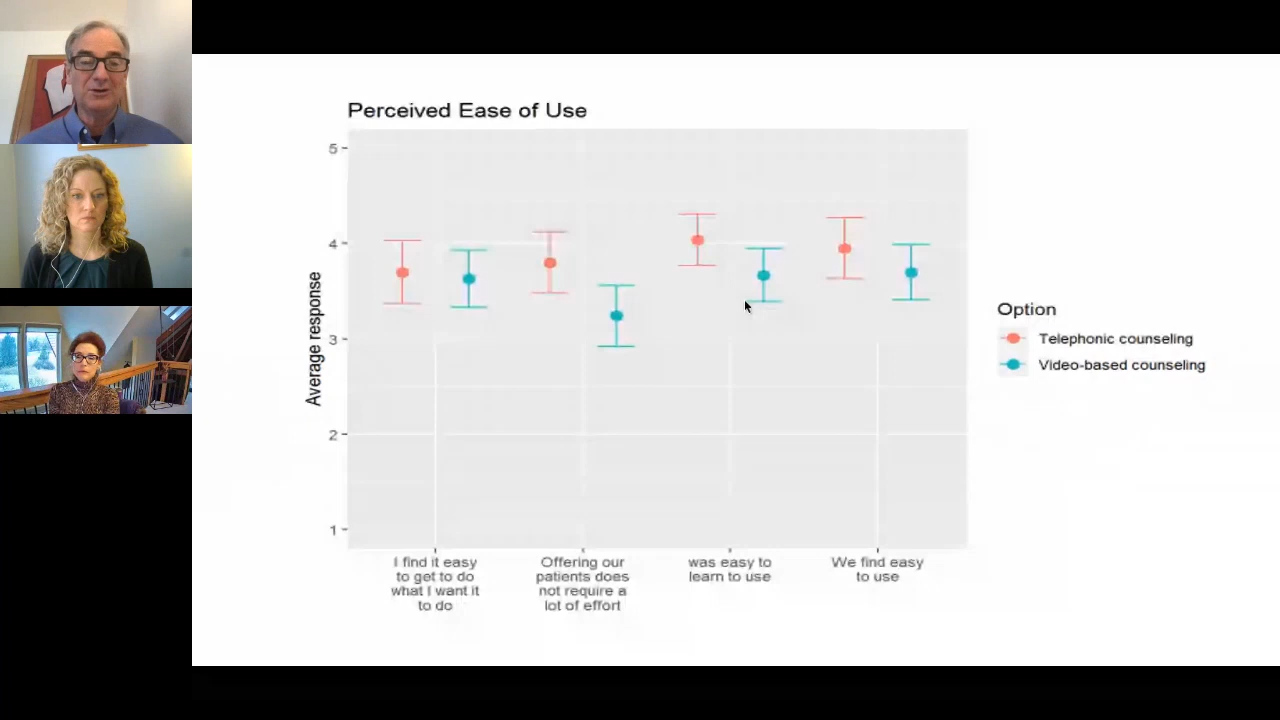 Perceived Ease of Use
5
4
3
2
1
Average response
I find it easy
to get to do
what I want it
to do
Offering our
patients does
not require a
lot of effort
was easy to
learn to use
We find easy
to use
Option
Telephonic counseling
Video-based counseling